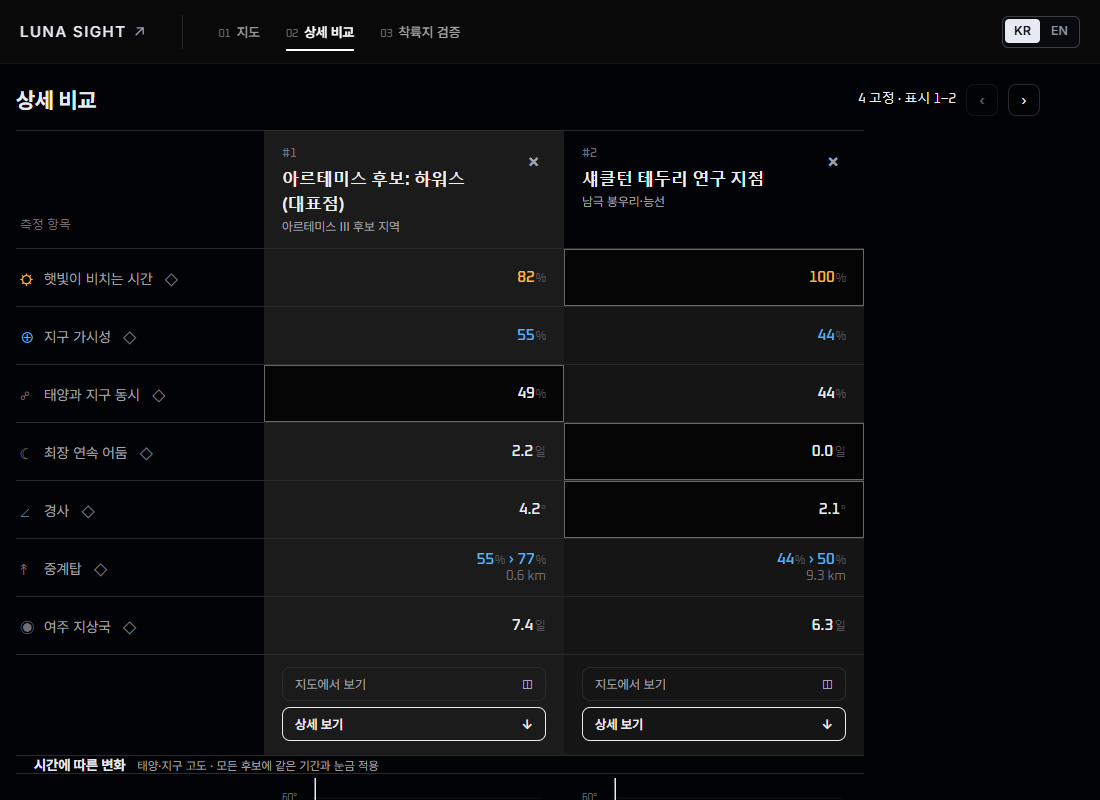 LUNA SIGHT ↗
01 지도
02 상세 비교
03 착륙지 검증
KR EN
상세 비교
4 고정 · 표시 1–2
‹ ›
측정 항목
#1
×
아르테미스 후보: 하워스
(대표점)
아르테미스 III 후보 지역
#2
×
섀클턴 테두리 연구 지점
남극 봉우리·능선
햇빛이 비치는 시간 ◇ 82% 100%
지구 가시성 ◇ 55% 44%
태양과 지구 동시 ◇ 49% 44%
최장 연속 어둠 ◇ 2.2일 0.0일
경사 ◇ 4.2° 2.1°
중계탑 ◇ 55% › 77% 44% › 50%
0.6 km 9.3 km
여주 지상국 ◇ 7.4일 6.3일
지도에서 보기 지도에서 보기
상세 보기 ↓ 상세 보기 ↓
시간에 따른 변화 태양·지구 고도 · 모든 후보에 같은 기간과 눈금 적용
60° 60°